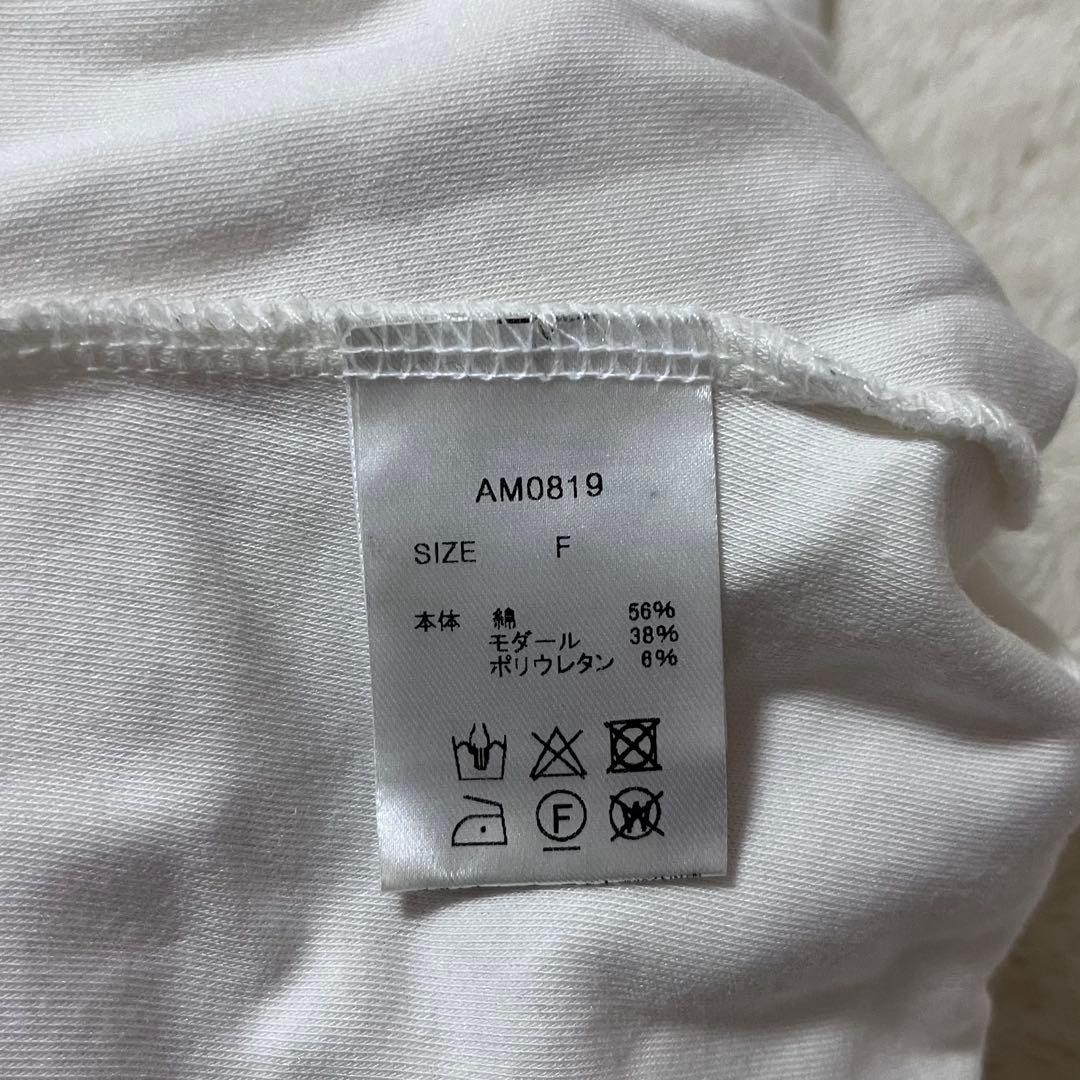 AM0819
SIZE F
本体 綿 56%
モダール 38%
ポリウレタン 6%
F
W